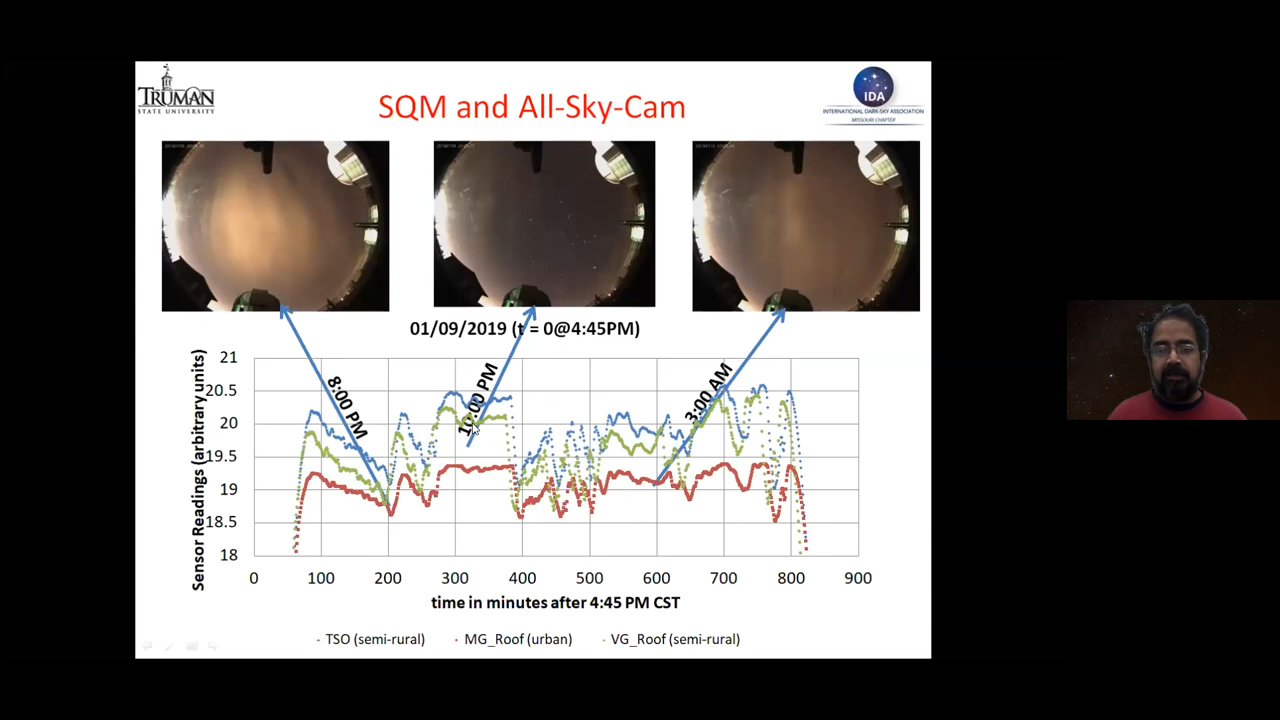 TRUMAN
STATE UNIVERSITY
SQM and All-Sky-Cam
IDA
INTERNATIONAL DARK-SKY ASSOCIATION
MISSOURI CHAPTER
01/09/2019 (t = 0@4:45PM)
8:00 PM
3:00 AM
Sensor Readings (arbitrary units)
21
20.5
20
19.5
19
18.5
18
0 100 200 300 400 500 600 700 800 900
time in minutes after 4:45 PM CST
TSO (semi-rural) MG_Roof (urban) VG_Roof (semi-rural)